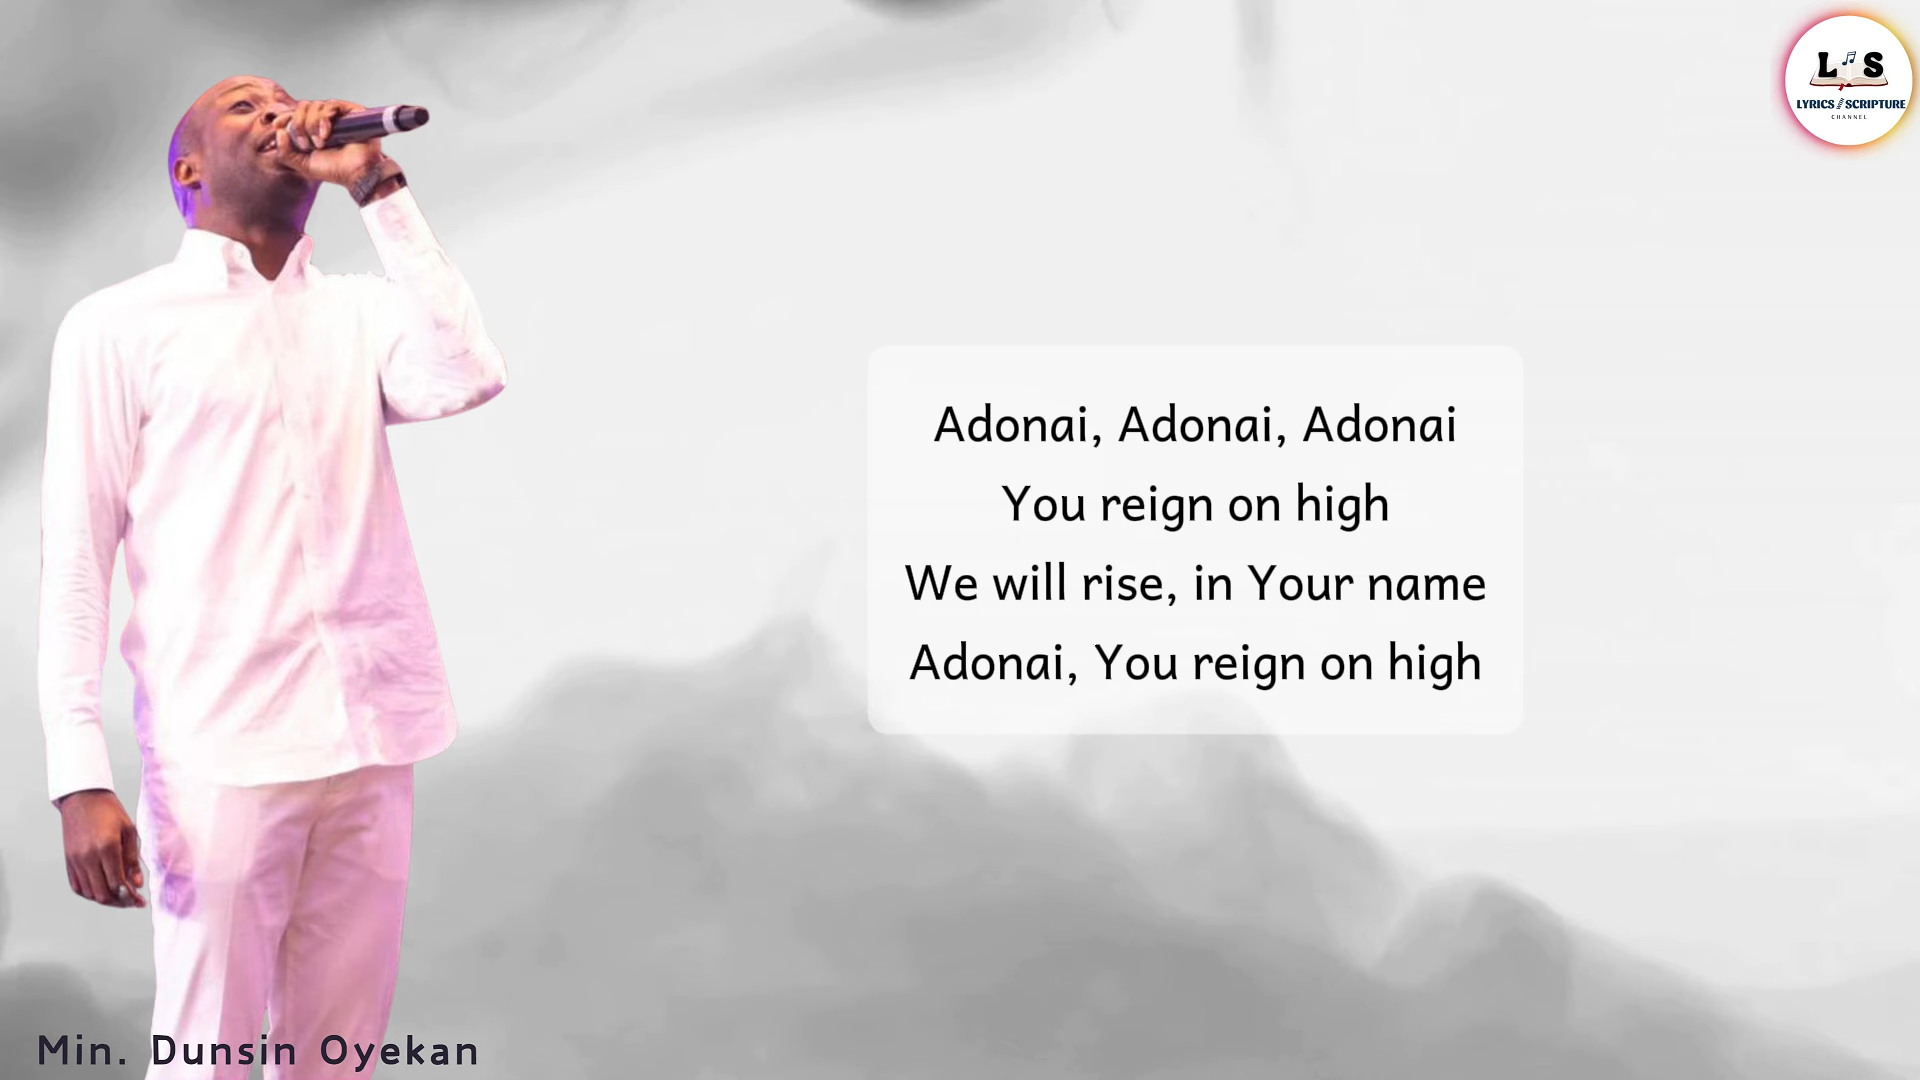 L S
LYRICS SCRIPTURE
CHANNEL
Adonai, Adonai, Adonai
You reign on high
We will rise, in Your name
Adonai, You reign on high
Min. Dunsin Oyekan